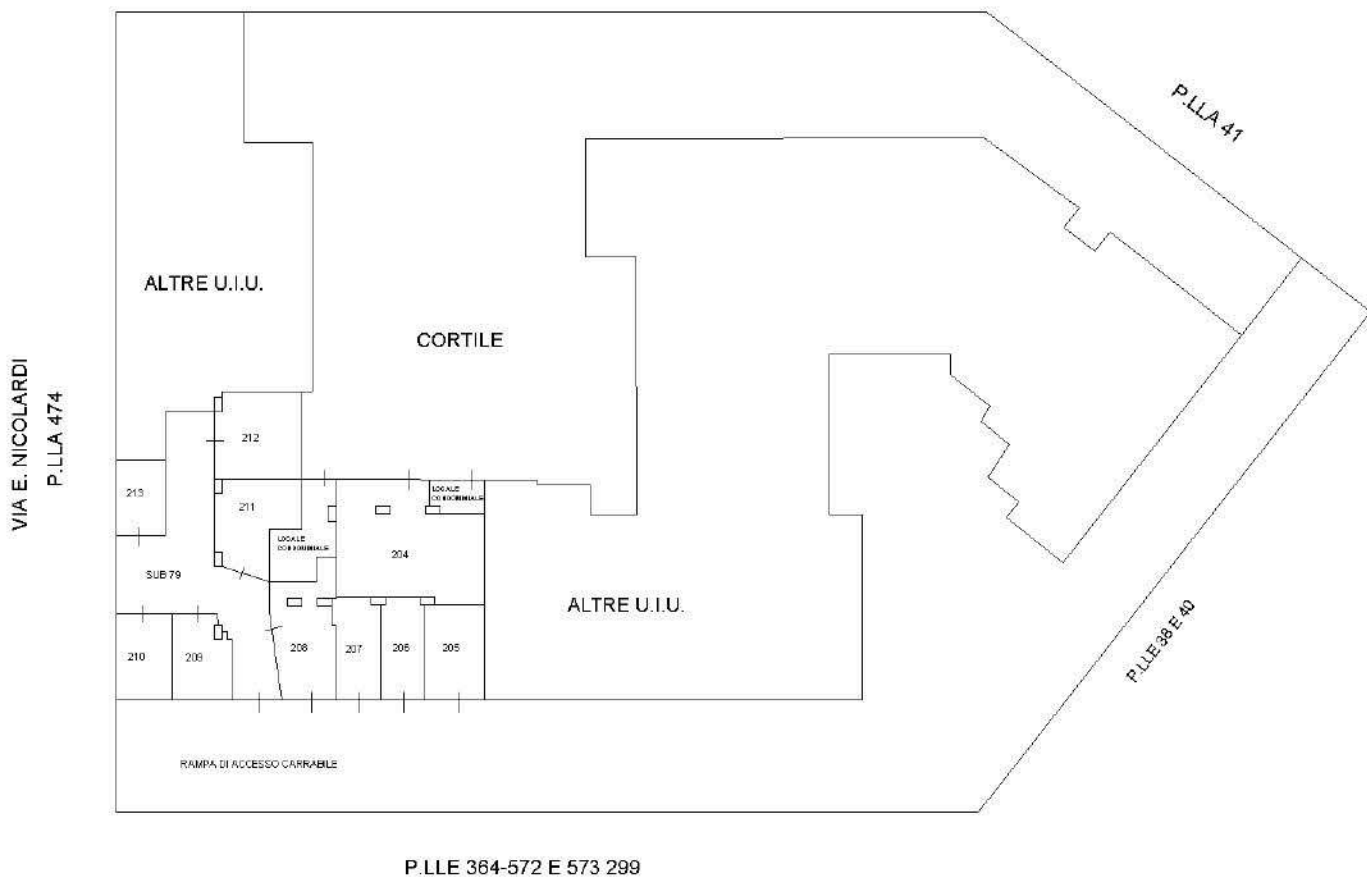 P.LLA 41
ALTRE U.I.U.
CORTILE
VIA E. NICOLARDI
P.LLA 474
212
213
211
LOCALE
CONDOMINIALE
LOCALE
CONDOMINIALE
204
SUB 79
ALTRE U.I.U.
P.LLE 38 E 40
210
209
208
207
206
205
RAMPA DI ACCESSO CARRABILE
P.LLE 364-572 E 573 299